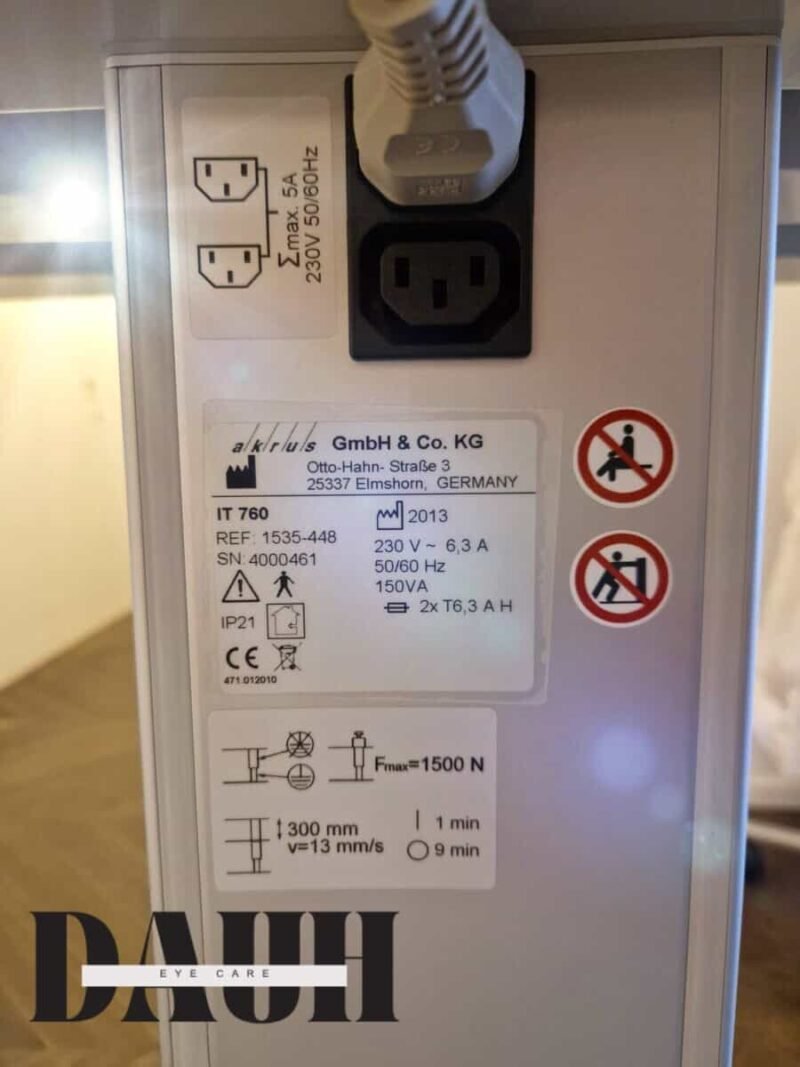 Σmax. 5A
230V 50/60Hz
akrus GmbH & Co. KG
Otto-Hahn- Straße 3
25337 Elmshorn, GERMANY
IT 760
REF: 1535-448
SN: 4000461
2013
230 V ~ 6,3 A
50/60 Hz
150VA
2x T6,3 A H
IP21
CE
471.012010
Fmax=1500 N
300 mm
v=13 mm/s
| 1 min
O 9 min
DAUH
EYE CARE